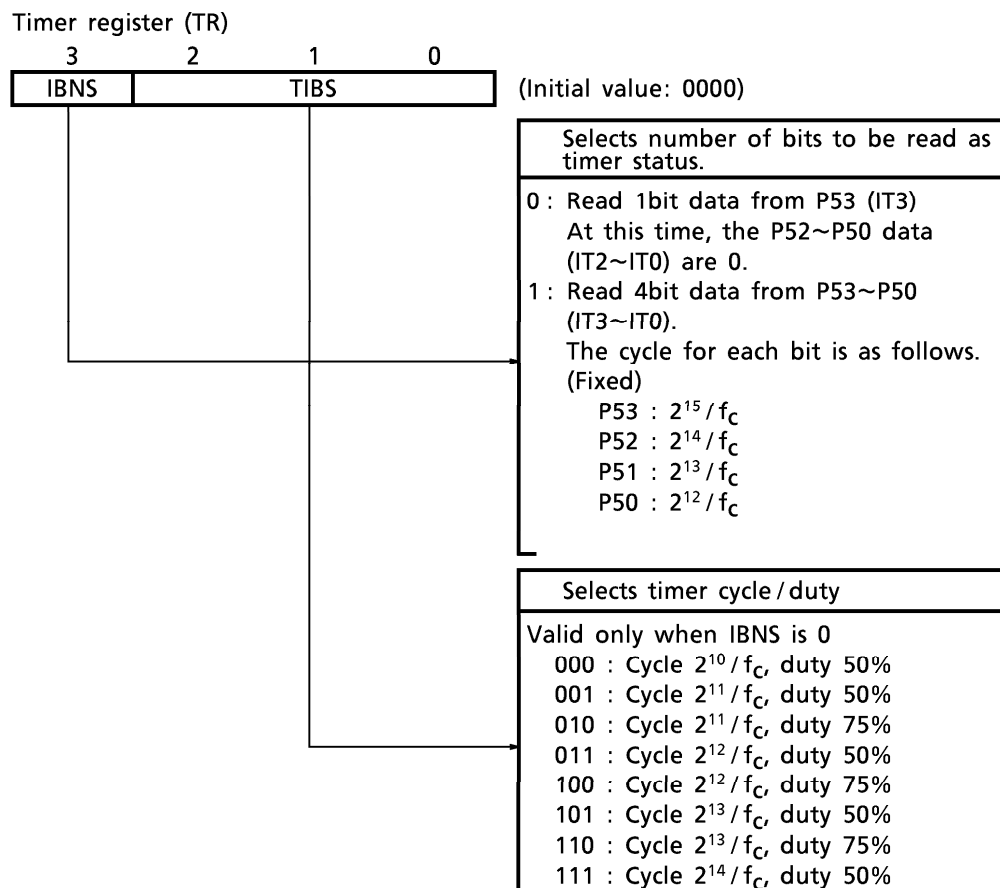 Timer register (TR)
3 2 1 0
IBNS TIBS (Initial value: 0000)
Selects number of bits to be read as
timer status.
0 : Read 1bit data from P53 (IT3)
At this time, the P52~P50 data
(IT2~IT0) are 0.
1 : Read 4bit data from P53~P50
(IT3~IT0).
The cycle for each bit is as follows.
(Fixed)
P53 : 2¹⁵/fc
P52 : 2¹⁴/fc
P51 : 2¹³/fc
P50 : 2¹²/fc
Selects timer cycle/duty
Valid only when IBNS is 0
000 : Cycle 2¹⁰/fc, duty 50%
001 : Cycle 2¹¹/fc, duty 50%
010 : Cycle 2¹¹/fc, duty 75%
011 : Cycle 2¹²/fc, duty 50%
100 : Cycle 2¹²/fc, duty 75%
101 : Cycle 2¹³/fc, duty 50%
110 : Cycle 2¹³/fc, duty 75%
111 : Cycle 2¹⁴/fc, duty 50%